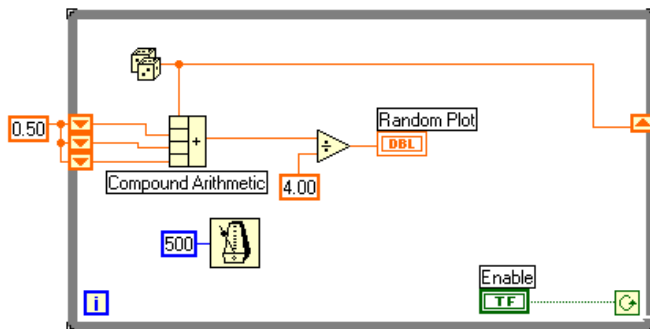 0.50
+
Random Plot
÷
DBL
Compound Arithmetic
4.00
500
Enable
i
TF